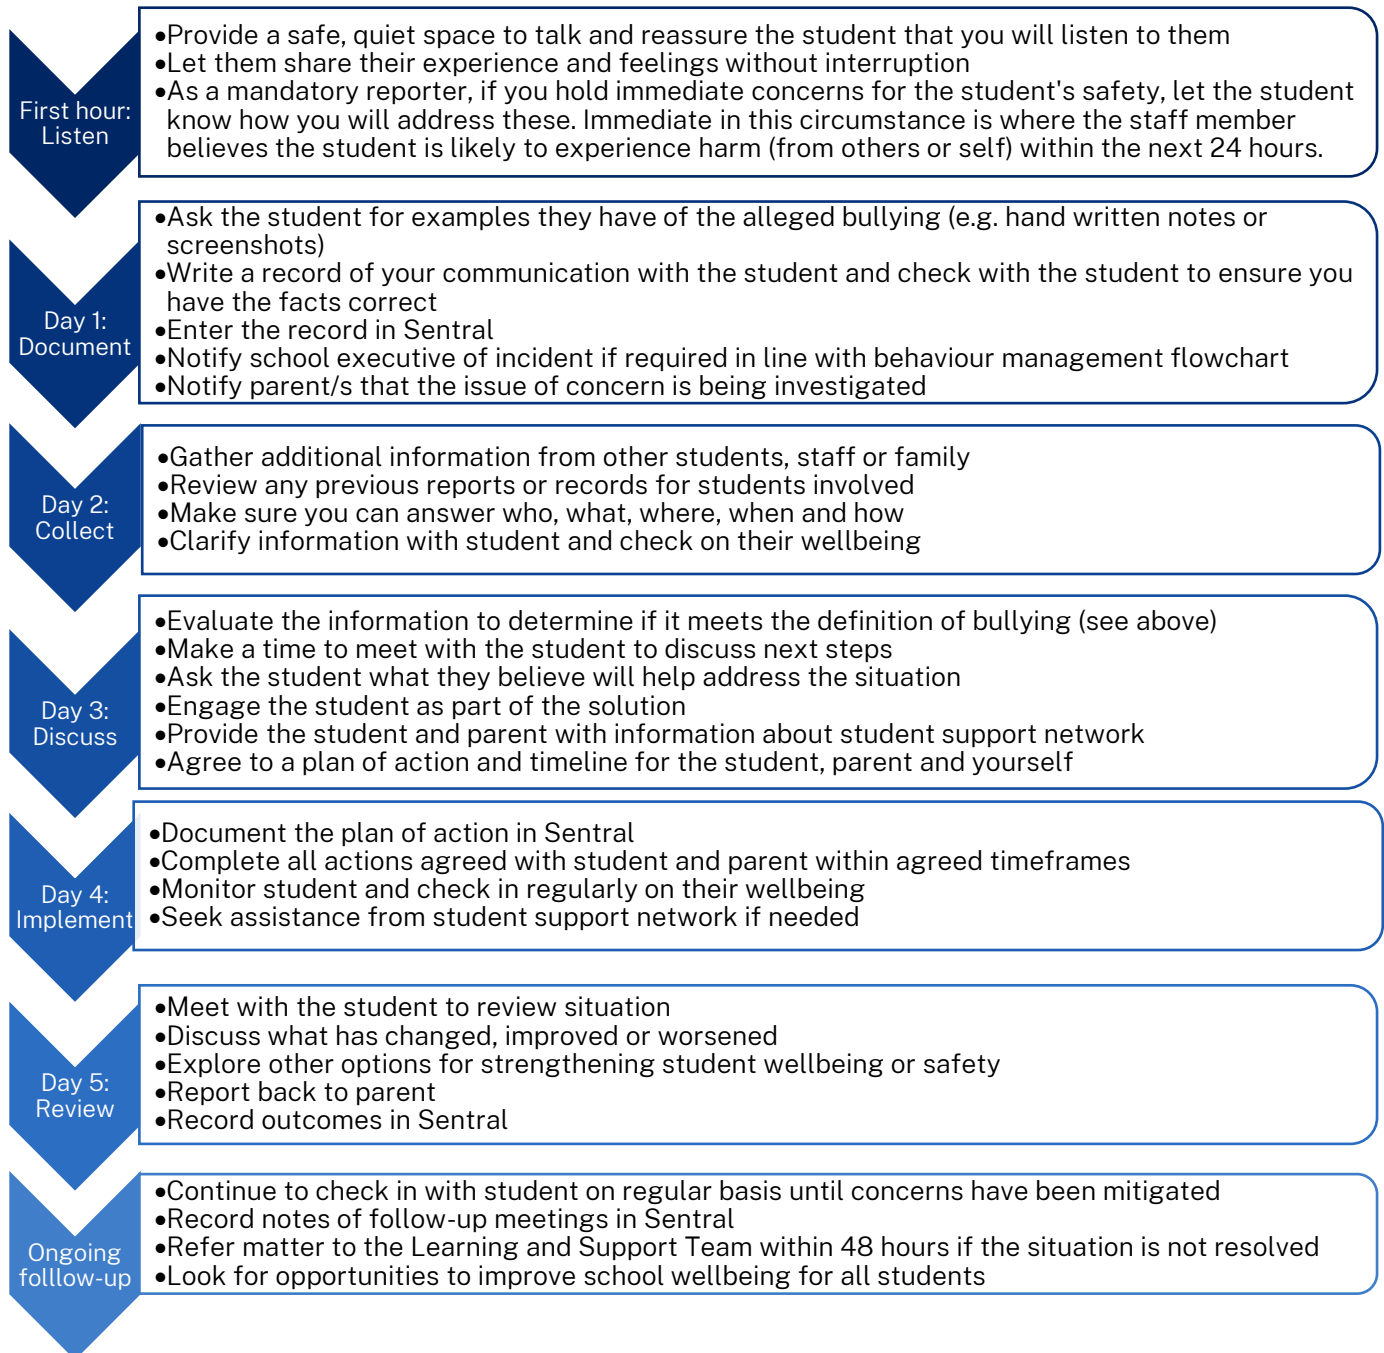 First hour:
Listen
•Provide a safe, quiet space to talk and reassure the student that you will listen to them
•Let them share their experience and feelings without interruption
•As a mandatory reporter, if you hold immediate concerns for the student's safety, let the student
know how you will address these. Immediate in this circumstance is where the staff member
believes the student is likely to experience harm (from others or self) within the next 24 hours.
Day 1:
Document
•Ask the student for examples they have of the alleged bullying (e.g. hand written notes or
screenshots)
•Write a record of your communication with the student and check with the student to ensure you
have the facts correct
•Enter the record in Sentral
•Notify school executive of incident if required in line with behaviour management flowchart
•Notify parent/s that the issue of concern is being investigated
Day 2:
Collect
•Gather additional information from other students, staff or family
•Review any previous reports or records for students involved
•Make sure you can answer who, what, where, when and how
•Clarify information with student and check on their wellbeing
Day 3:
Discuss
•Evaluate the information to determine if it meets the definition of bullying (see above)
•Make a time to meet with the student to discuss next steps
•Ask the student what they believe will help address the situation
•Engage the student as part of the solution
•Provide the student and parent with information about student support network
•Agree to a plan of action and timeline for the student, parent and yourself
Day 4:
Implement
•Document the plan of action in Sentral
•Complete all actions agreed with student and parent within agreed timeframes
•Monitor student and check in regularly on their wellbeing
•Seek assistance from student support network if needed
Day 5:
Review
•Meet with the student to review situation
•Discuss what has changed, improved or worsened
•Explore other options for strengthening student wellbeing or safety
•Report back to parent
•Record outcomes in Sentral
Ongoing
folllow-up
•Continue to check in with student on regular basis until concerns have been mitigated
•Record notes of follow-up meetings in Sentral
•Refer matter to the Learning and Support Team within 48 hours if the situation is not resolved
•Look for opportunities to improve school wellbeing for all students